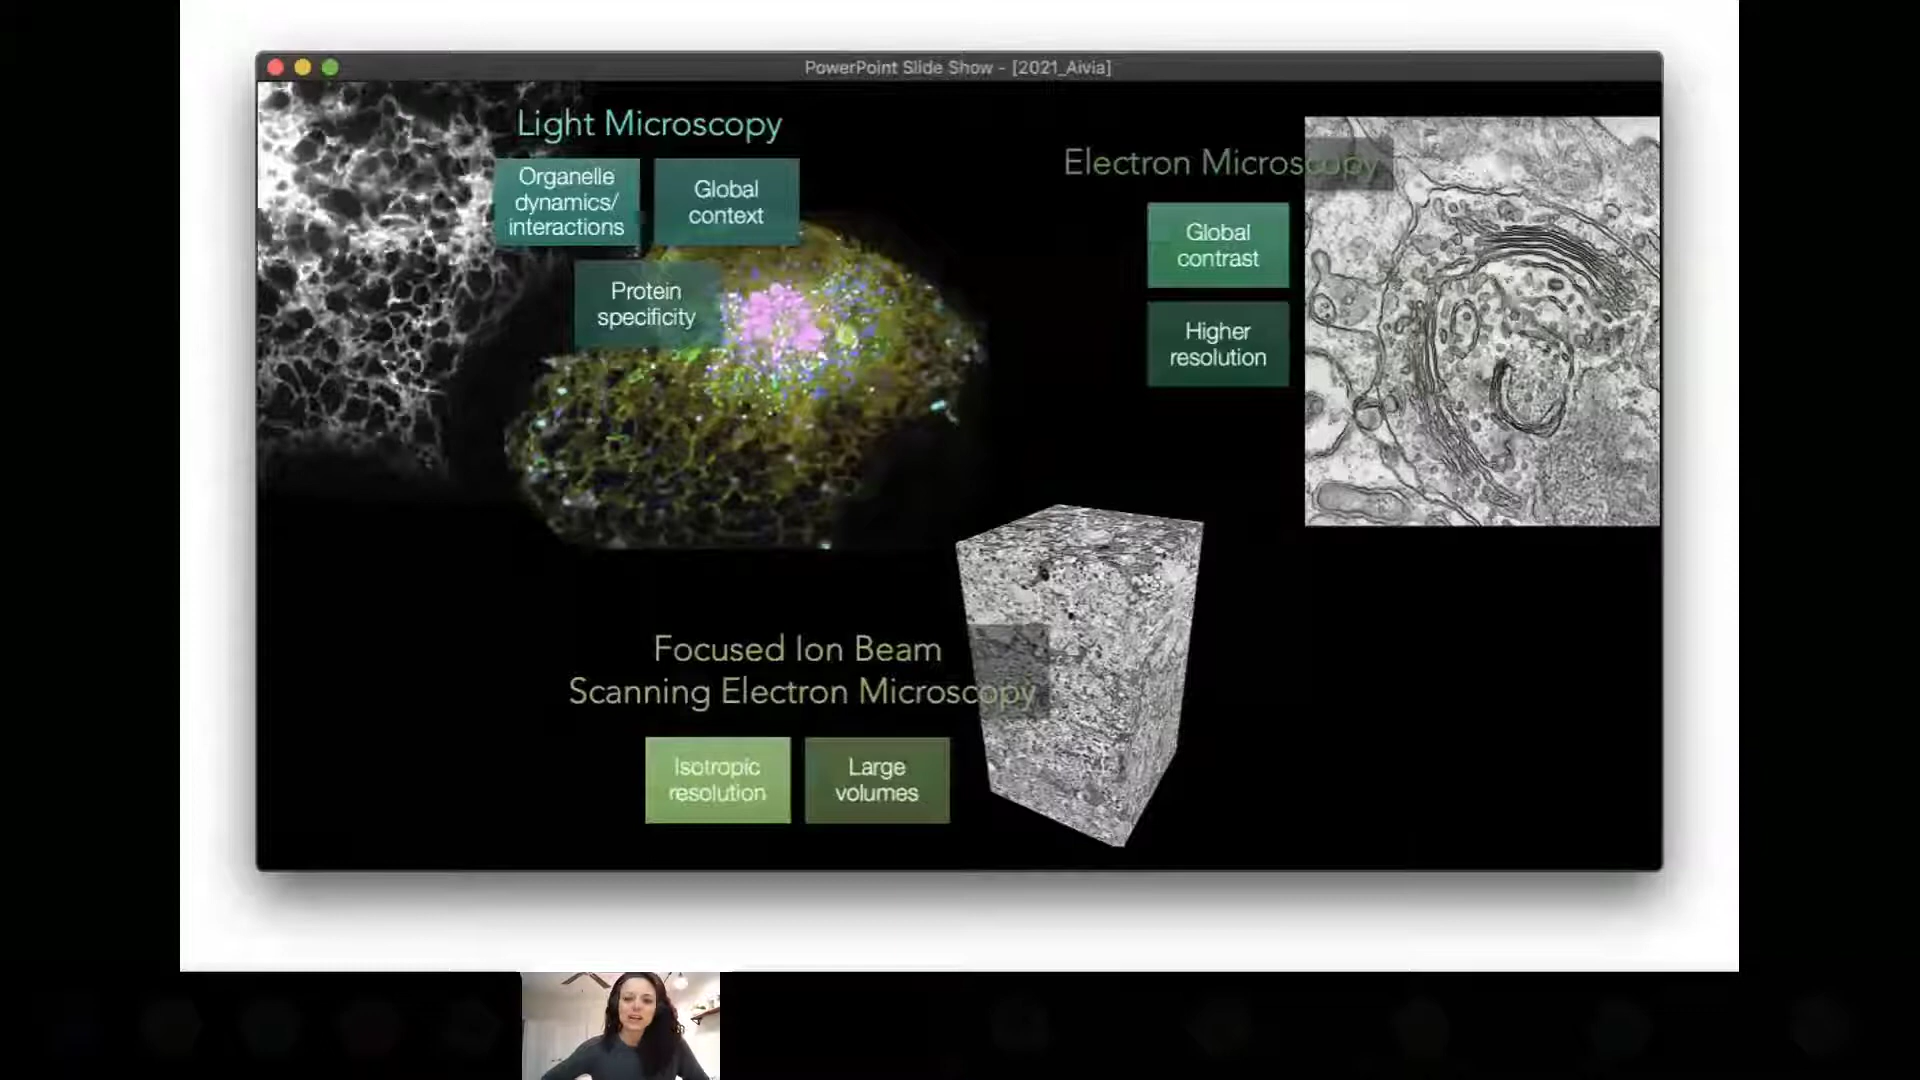 PowerPoint Slide Show - [2021_Aivia]
Light Microscopy
Organelle
dynamics/
interactions
Global
context
Protein
specificity
Electron Microscopy
Global
contrast
Higher
resolution
Focused Ion Beam
Scanning Electron Microscopy
Isotropic
resolution
Large
volumes